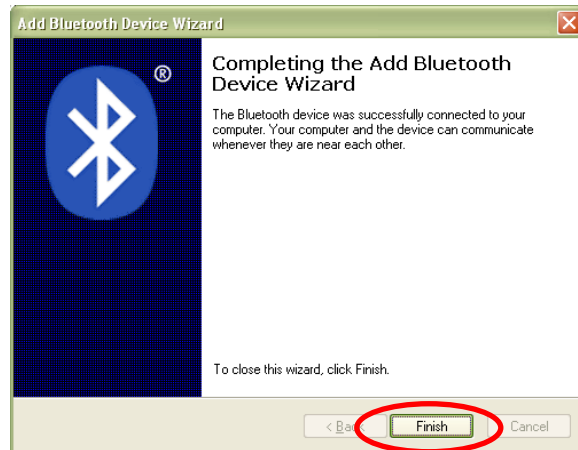 Add Bluetooth Device Wizard
®
Completing the Add Bluetooth
Device Wizard
The Bluetooth device was successfully connected to your
computer. Your computer and the device can communicate
whenever they are near each other.
To close this wizard, click Finish.
< Back Finish Cancel